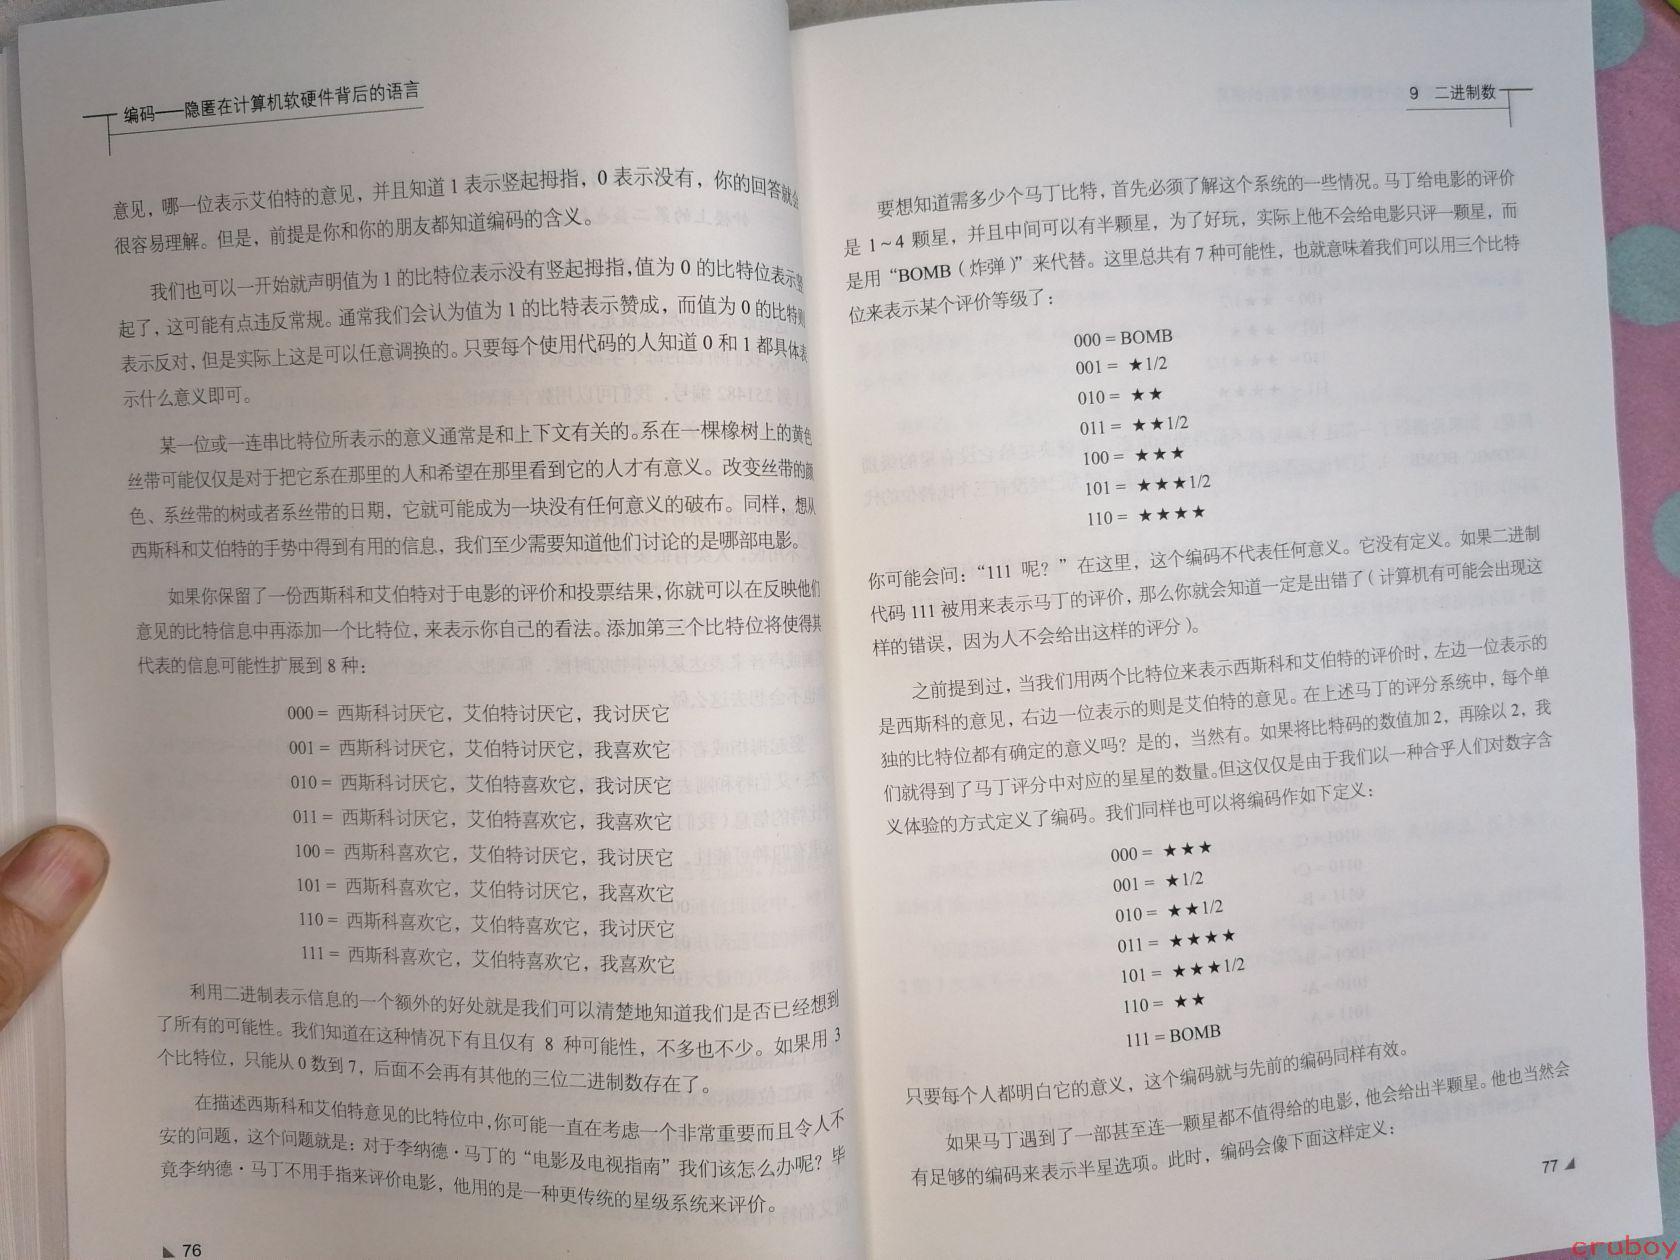 编码——隐匿在计算机软硬件背后的语言
意见，哪一位表示艾伯特的意见，并且知道 1 表示竖起拇指，0 表示没有，你的回答就会
很容易理解。但是，前提是你和你的朋友都知道编码的含义。
我们也可以一开始就声明值为 1 的比特位表示没有竖起拇指，值为 0 的比特位表示竖
起了，这可能有点违反常规。通常我们会认为值为 1 的比特表示赞成，而值为 0 的比特则
表示反对，但是实际上这是可以任意调换的。只要每个使用代码的人知道 0 和 1 都具体表
示什么意义即可。
某一位或一连串比特位所表示的意义通常是和上下文有关的。系在一棵橡树上的黄色
丝带可能仅仅是对于把它系在那里的人和希望在那里看到它的人才有意义。改变丝带的颜
色、系丝带的树或者系丝带的日期，它就可能成为一块没有任何意义的破布。同样，想从
西斯科和艾伯特的手势中得到有用的信息，我们至少需要知道他们讨论的是哪部电影。
如果你保留了一份西斯科和艾伯特对于电影的评价和投票结果，你就可以在反映他们
意见的比特信息中再添加一个比特位，来表示你自己的看法。添加第三个比特位将使得其
代表的信息可能性扩展到 8 种：
000 = 西斯科讨厌它，艾伯特讨厌它，我讨厌它
001 = 西斯科讨厌它，艾伯特讨厌它，我喜欢它
010 = 西斯科讨厌它，艾伯特喜欢它，我讨厌它
011 = 西斯科讨厌它，艾伯特喜欢它，我喜欢它
100 = 西斯科喜欢它，艾伯特讨厌它，我讨厌它
101 = 西斯科喜欢它，艾伯特讨厌它，我喜欢它
110 = 西斯科喜欢它，艾伯特喜欢它，我讨厌它
111 = 西斯科喜欢它，艾伯特喜欢它，我喜欢它
利用二进制表示信息的一个额外的好处就是我们可以清楚地知道我们是否已经想到
了所有的可能性。我们知道在这种情况下有且仅有 8 种可能性，不多也不少。如果用 3
个比特位，只能从 0 数到 7，后面不会再有其他的三位二进制数存在了。
在描述西斯科和艾伯特意见的比特位中，你可能一直在考虑一个非常重要而且令人不
安的问题，这个问题就是：对于李纳德·马丁的“电影及电视指南”我们该怎么办呢？毕
竟李纳德·马丁不用手指来评价电影，他用的是一种更传统的星级系统来评价。
76
9 二进制数
要想知道需多少个马丁比特，首先必须了解这个系统的一些情况。马丁给电影的评价
是 1~4 颗星，并且中间可以有半颗星，为了好玩，实际上他不会给电影只评一颗星，而
是用“BOMB（炸弹）”来代替。这里总共有 7 种可能性，也就意味着我们可以用三个比特
位来表示某个评价等级了：
000 = BOMB
001 = ★1/2
010 = ★★
011 = ★★1/2
100 = ★★★
101 = ★★★1/2
110 = ★★★★
你可能会问：“111 呢？”在这里，这个编码不代表任何意义。它没有定义。如果二进制
代码 111 被用来表示马丁的评价，那么你就会知道一定是出错了（计算机有可能会出现这
样的错误，因为人不会给出这样的评分）。
之前提到过，当我们用两个比特位来表示西斯科和艾伯特的评价时，左边一位表示的
是西斯科的意见，右边一位表示的则是艾伯特的意见。在上述马丁的评分系统中，每个单
独的比特位都有确定的意义吗？是的，当然有。如果将比特码的数值加 2，再除以 2，我
们就得到了马丁评分中对应的星星的数量。但这仅仅是由于我们以一种合乎人们对数字含
义体验的方式定义了编码。我们同样也可以将编码作如下定义：
000 = ★★★
001 = ★1/2
010 = ★★1/2
011 = ★★★★
101 = ★★★1/2
110 = ★★
111 = BOMB
只要每个人都明白它的意义，这个编码就与先前的编码同样有效。
如果马丁遇到了一部甚至连一颗星都不值得给的电影，他会给出半颗星。他也当然会
有足够的编码来表示半星选项。此时，编码会像下面这样定义：
77
cruboy